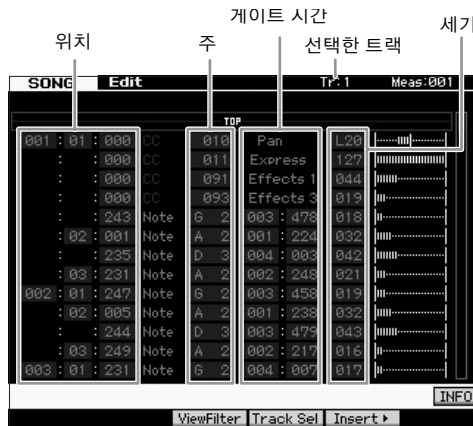 게이트 시간
위치 주 선택한 트랙 세기
SONG Edit Tr:1 Meas:001
TOP
001 : 01 : 000 CC 010 Pan L20
: : 000 CC 011 Express 127
: : 000 CC 091 Effects 1 044
: : 000 CC 093 Effects 3 019
: : 243 Note G 2 003 : 478 018
: 02 : 001 Note A 2 001 : 224 032
: : 235 Note D 3 004 : 003 042
: 03 : 231 Note A 2 002 : 248 021
002 : 01 : 247 Note G 2 003 : 458 019
: 02 : 005 Note A 2 001 : 238 032
: : 244 Note D 3 003 : 479 043
: 03 : 249 Note A 2 002 : 217 016
003 : 01 : 231 Note G 2 004 : 007 017
INFO
ViewFilter Track Sel Insert ▸